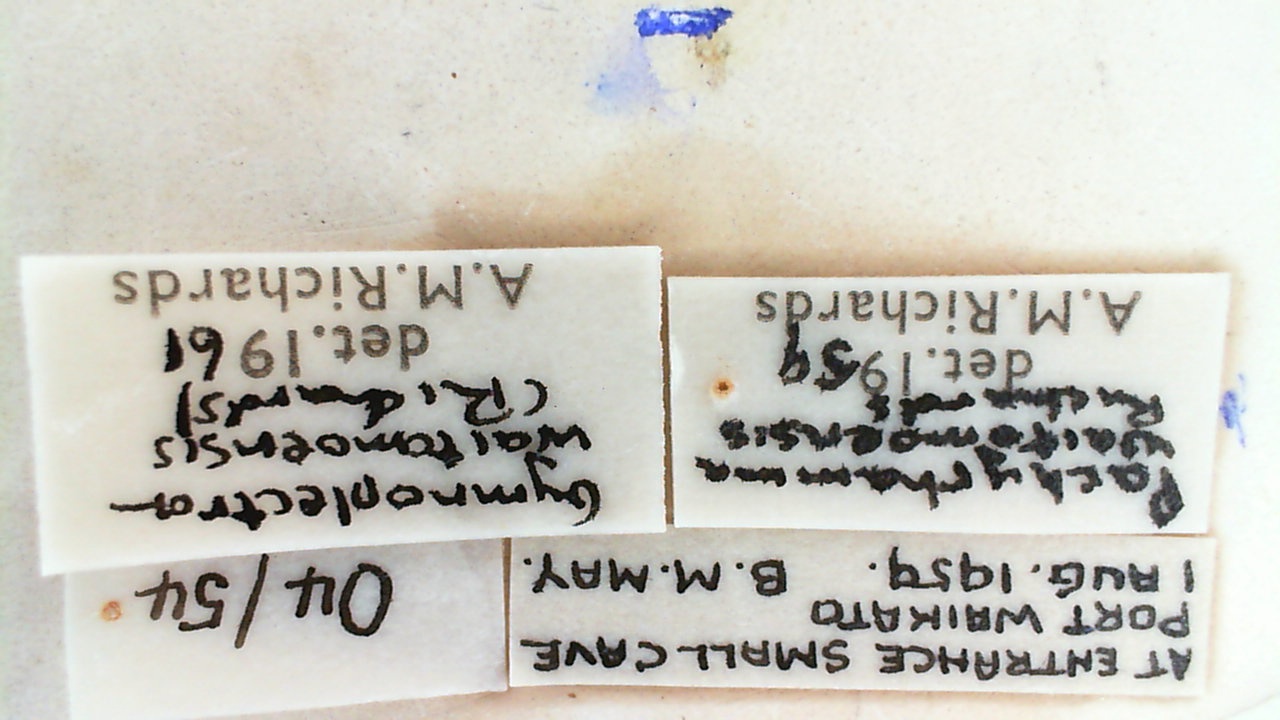 AT ENTRANCE SMALL CAVE
PORT WAIKATO
1 AUG. 1959. B. M. MAY.
04/54
Pachyrhamma
waitomoensis
Richards
det. 1959
A.M.Richards
Gymnoplectron
waitomoensis
(Richards)
det. 1961
A.M.Richards